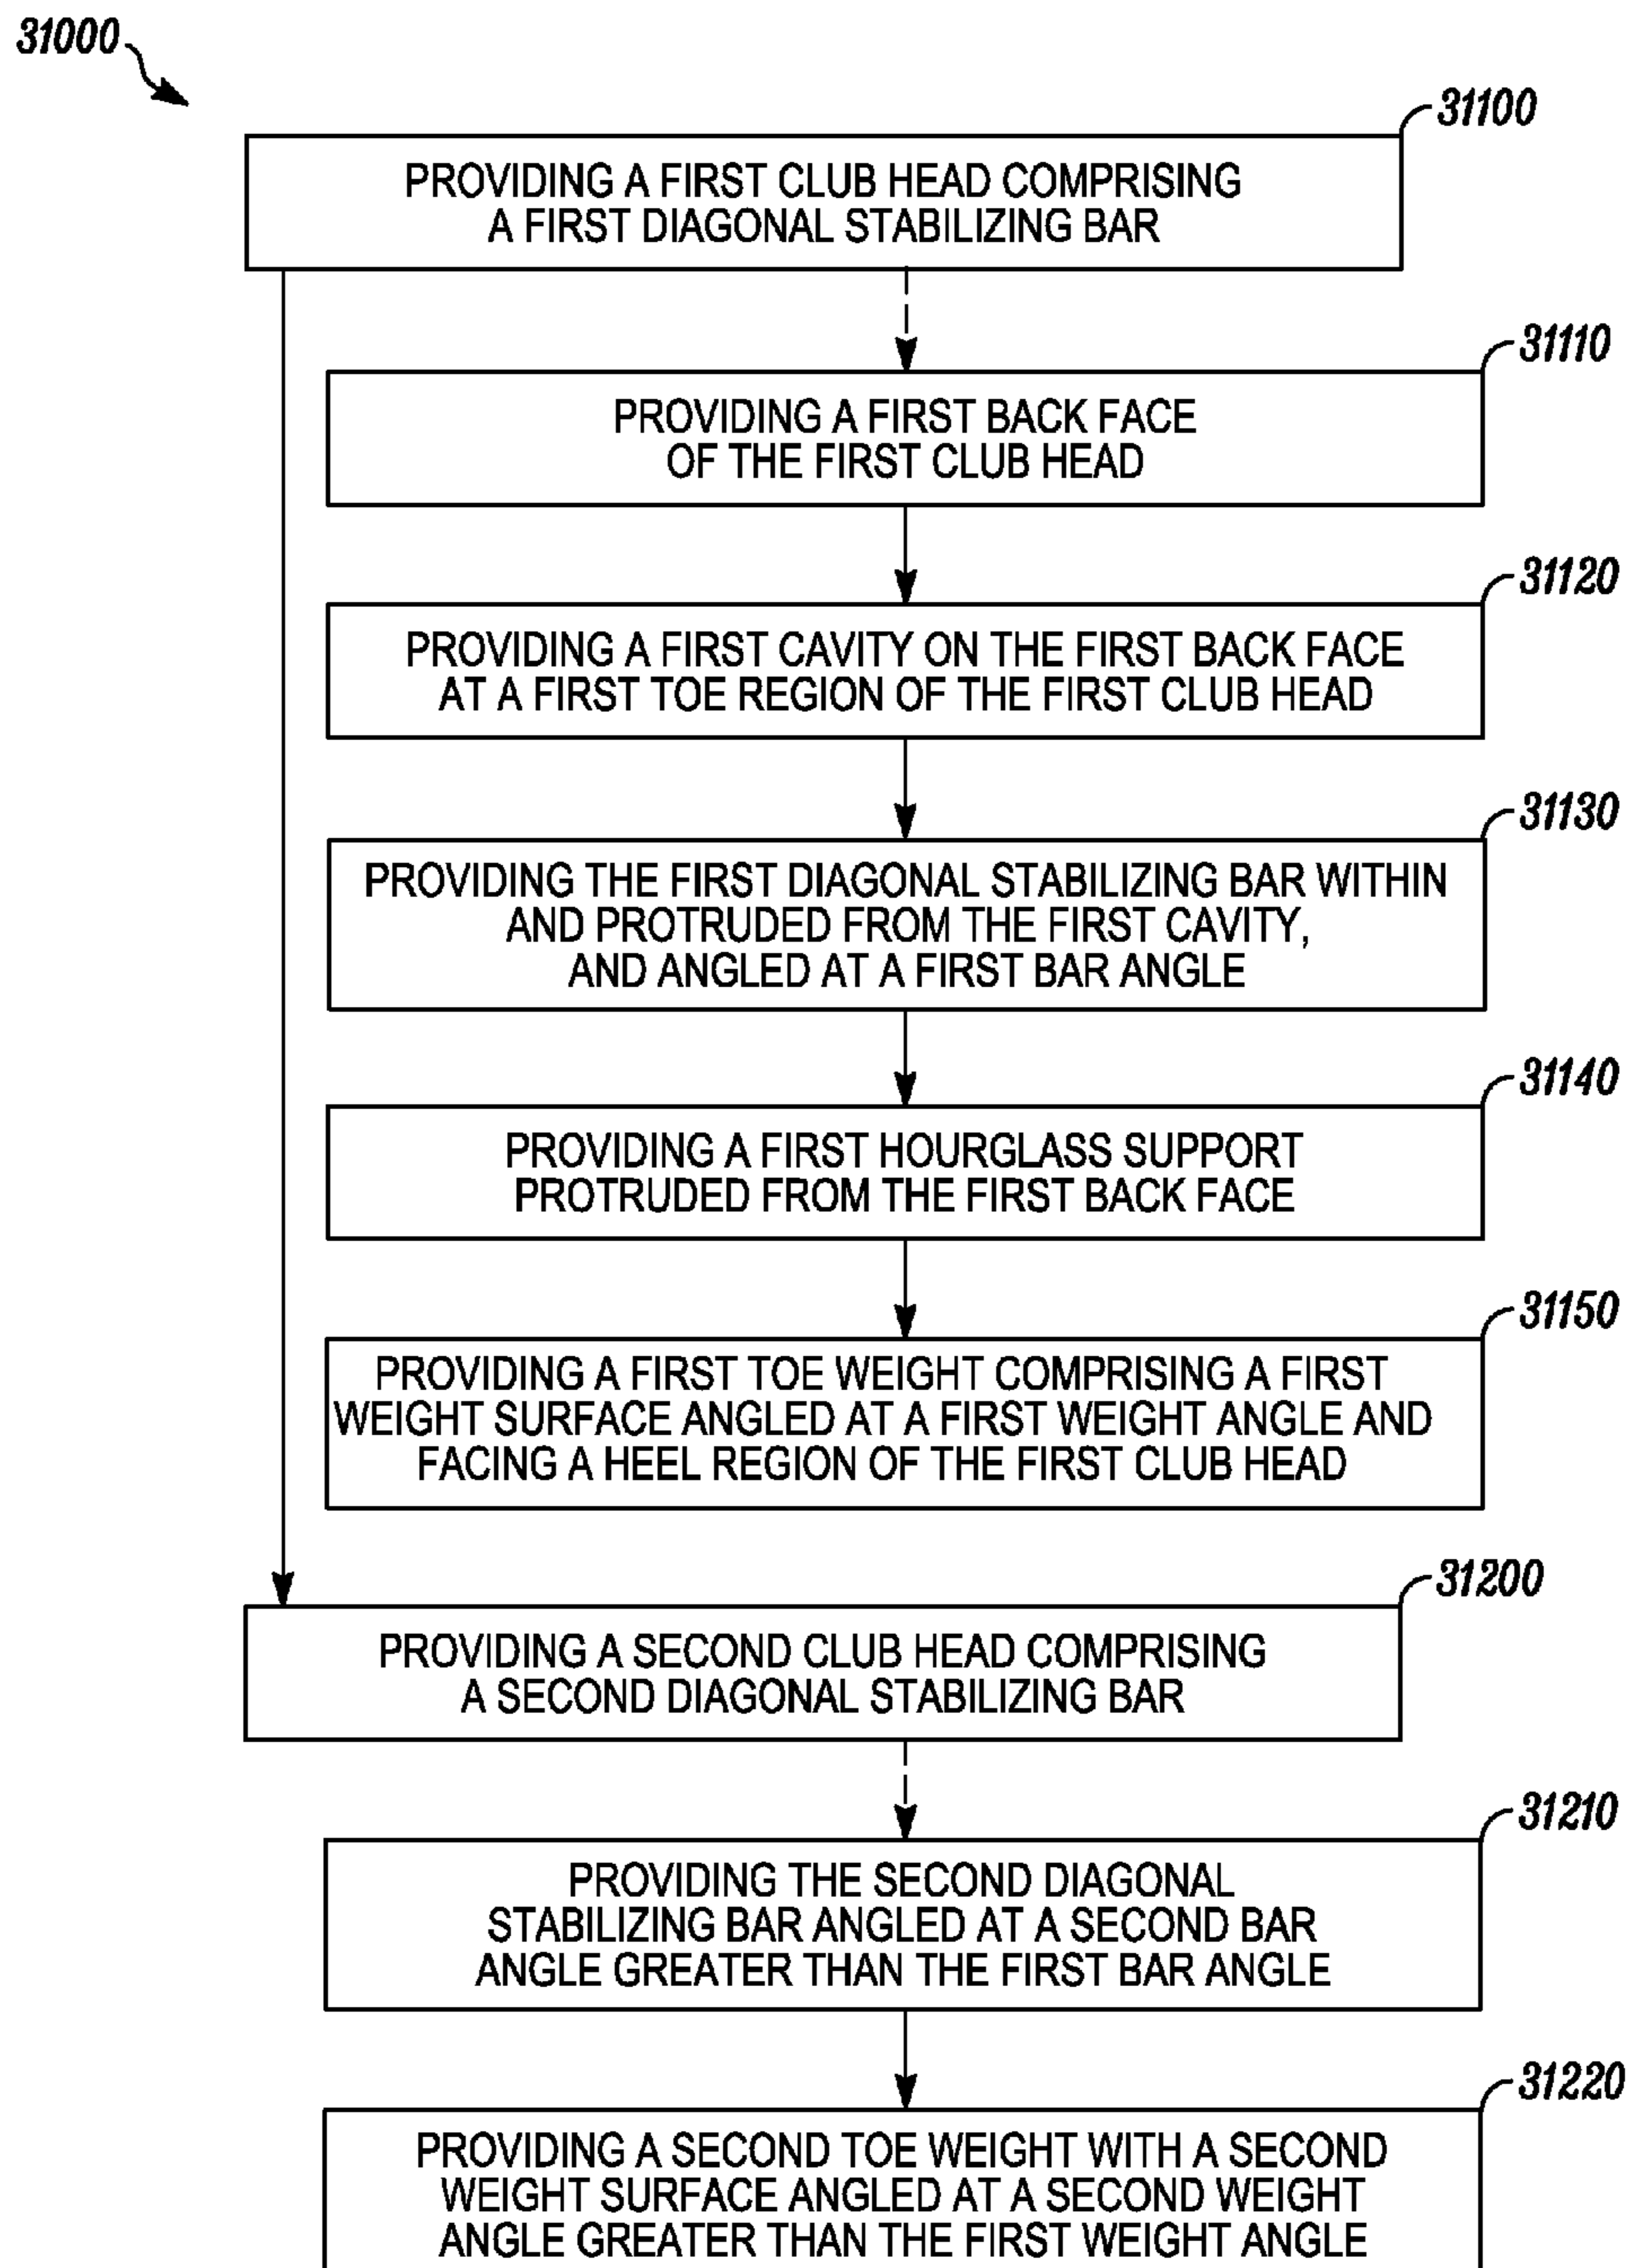 31000
31100
PROVIDING A FIRST CLUB HEAD COMPRISING
A FIRST DIAGONAL STABILIZING BAR
31110
PROVIDING A FIRST BACK FACE
OF THE FIRST CLUB HEAD
31120
PROVIDING A FIRST CAVITY ON THE FIRST BACK FACE
AT A FIRST TOE REGION OF THE FIRST CLUB HEAD
31130
PROVIDING THE FIRST DIAGONAL STABILIZING BAR WITHIN
AND PROTRUDED FROM THE FIRST CAVITY,
AND ANGLED AT A FIRST BAR ANGLE
31140
PROVIDING A FIRST HOURGLASS SUPPORT
PROTRUDED FROM THE FIRST BACK FACE
31150
PROVIDING A FIRST TOE WEIGHT COMPRISING A FIRST
WEIGHT SURFACE ANGLED AT A FIRST WEIGHT ANGLE AND
FACING A HEEL REGION OF THE FIRST CLUB HEAD
31200
PROVIDING A SECOND CLUB HEAD COMPRISING
A SECOND DIAGONAL STABILIZING BAR
31210
PROVIDING THE SECOND DIAGONAL
STABILIZING BAR ANGLED AT A SECOND BAR
ANGLE GREATER THAN THE FIRST BAR ANGLE
31220
PROVIDING A SECOND TOE WEIGHT WITH A SECOND
WEIGHT SURFACE ANGLED AT A SECOND WEIGHT
ANGLE GREATER THAN THE FIRST WEIGHT ANGLE